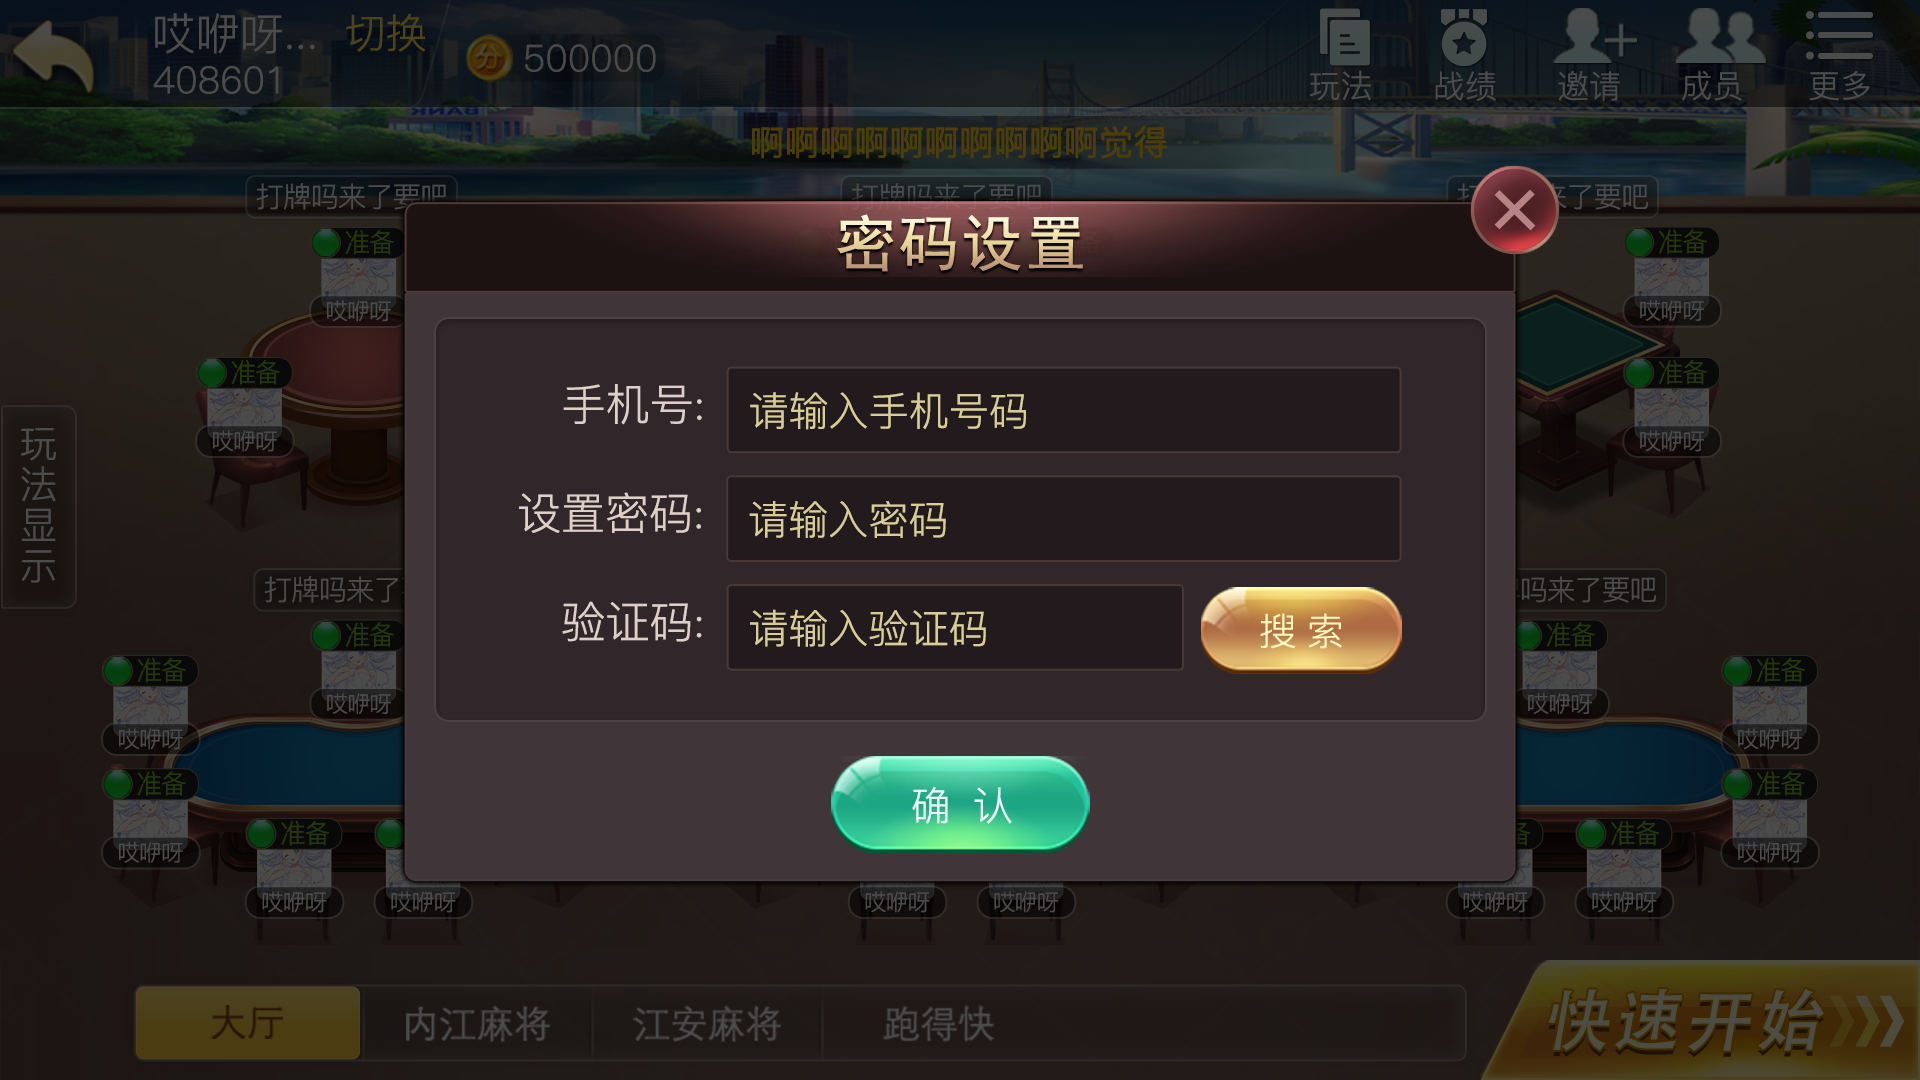 哎咿呀... 切换
408601
500000
玩法 战绩 邀请 成员 更多
BANK
啊啊啊啊啊啊啊啊啊啊觉得
打牌吗来了要吧 打牌吗来了要吧 来了要吧
密码设置
准备 准备
哎咿呀 哎咿呀
手机号: 请输入手机号码
准备 准备
哎咿呀 哎咿呀
玩法显示
设置密码: 请输入密码
打牌吗来了 吗来了要吧
验证码: 请输入验证码 搜索
准备 准备
准备 准备
哎咿呀 哎咿呀
哎咿呀 哎咿呀
准备 准备
确认
准备 备 准备
哎咿呀 哎咿呀
哎咿呀 哎咿呀 哎咿呀 哎咿呀 哎咿呀 哎咿呀
大厅 内江麻将 江安麻将 跑得快
快速开始